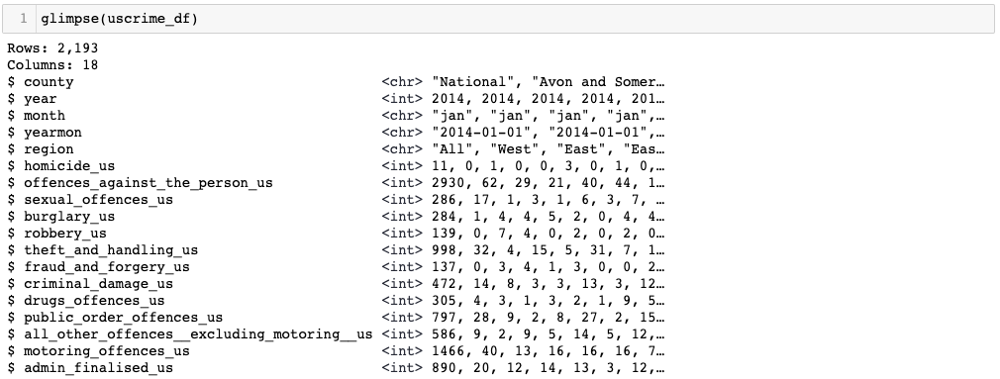 1 glimpse(uscrime_df)
Rows: 2,193
Columns: 18
$ county <chr> "National", "Avon and Somer…
$ year <int> 2014, 2014, 2014, 2014, 201…
$ month <chr> "jan", "jan", "jan", "jan",…
$ yearmon <chr> "2014-01-01", "2014-01-01",…
$ region <chr> "All", "West", "East", "Eas…
$ homicide_us <int> 11, 0, 1, 0, 0, 3, 0, 1, 0,…
$ offences_against_the_person_us <int> 2930, 62, 29, 21, 40, 44, 1…
$ sexual_offences_us <int> 286, 17, 1, 3, 1, 6, 3, 7, …
$ burglary_us <int> 284, 1, 4, 4, 5, 2, 0, 4, 4…
$ robbery_us <int> 139, 0, 7, 4, 0, 2, 0, 2, 0…
$ theft_and_handling_us <int> 998, 32, 4, 15, 5, 31, 7, 1…
$ fraud_and_forgery_us <int> 137, 0, 3, 4, 1, 3, 0, 0, 2…
$ criminal_damage_us <int> 472, 14, 8, 3, 3, 13, 3, 12…
$ drugs_offences_us <int> 305, 4, 3, 1, 3, 2, 1, 9, 5…
$ public_order_offences_us <int> 797, 28, 9, 2, 8, 27, 2, 15…
$ all_other_offences__excluding_motoring__us <int> 586, 9, 2, 9, 5, 14, 5, 12,…
$ motoring_offences_us <int> 1466, 40, 13, 16, 16, 16, 7…
$ admin_finalised_us <int> 890, 20, 12, 14, 13, 3, 12,…